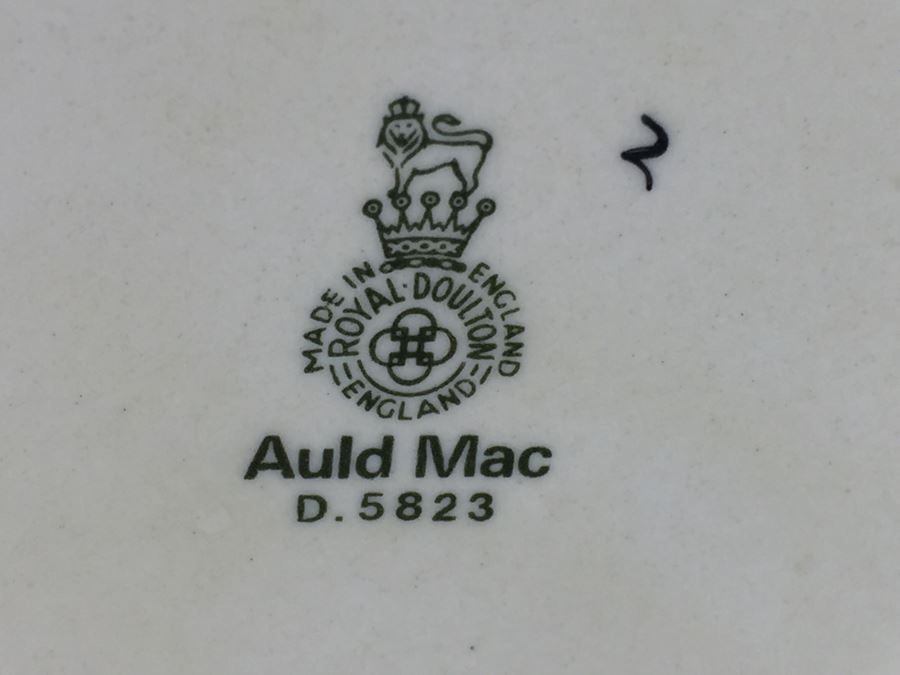 MADE IN ENGLAND
ROYAL·DOULTON
ENGLAND
Auld Mac
D.5823